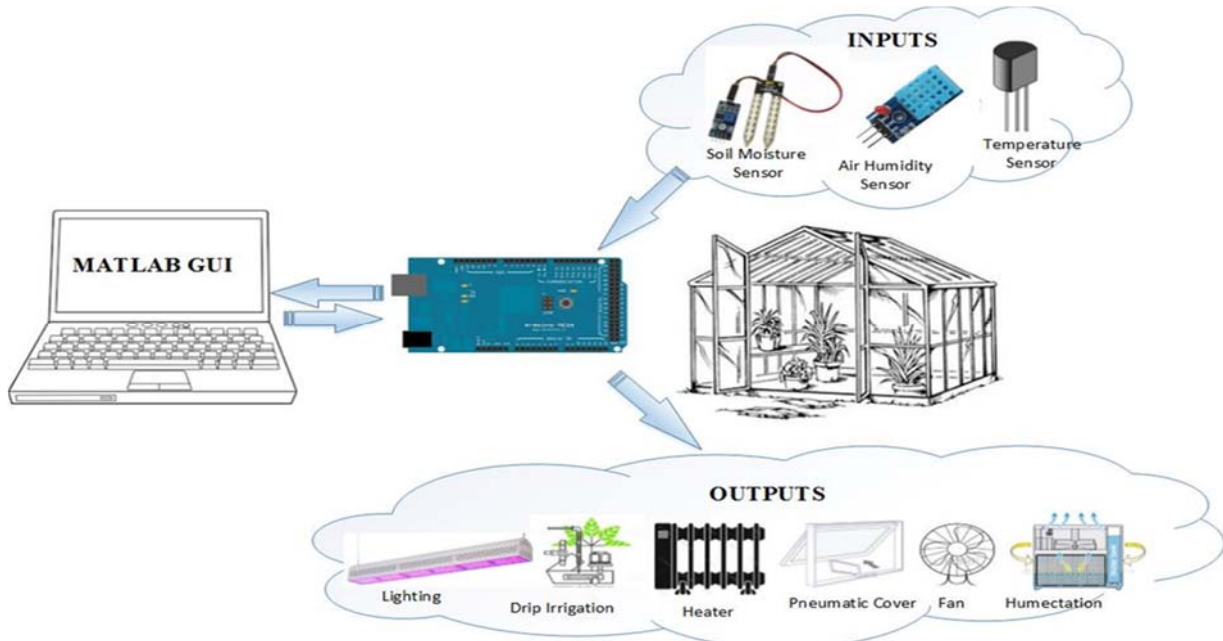 INPUTS
Soil Moisture
Sensor
Air Humidity
Sensor
Temperature
Sensor
MATLAB GUI
OUTPUTS
Lighting
Drip Irrigation
Heater
Pneumatic Cover
Fan
Humectation